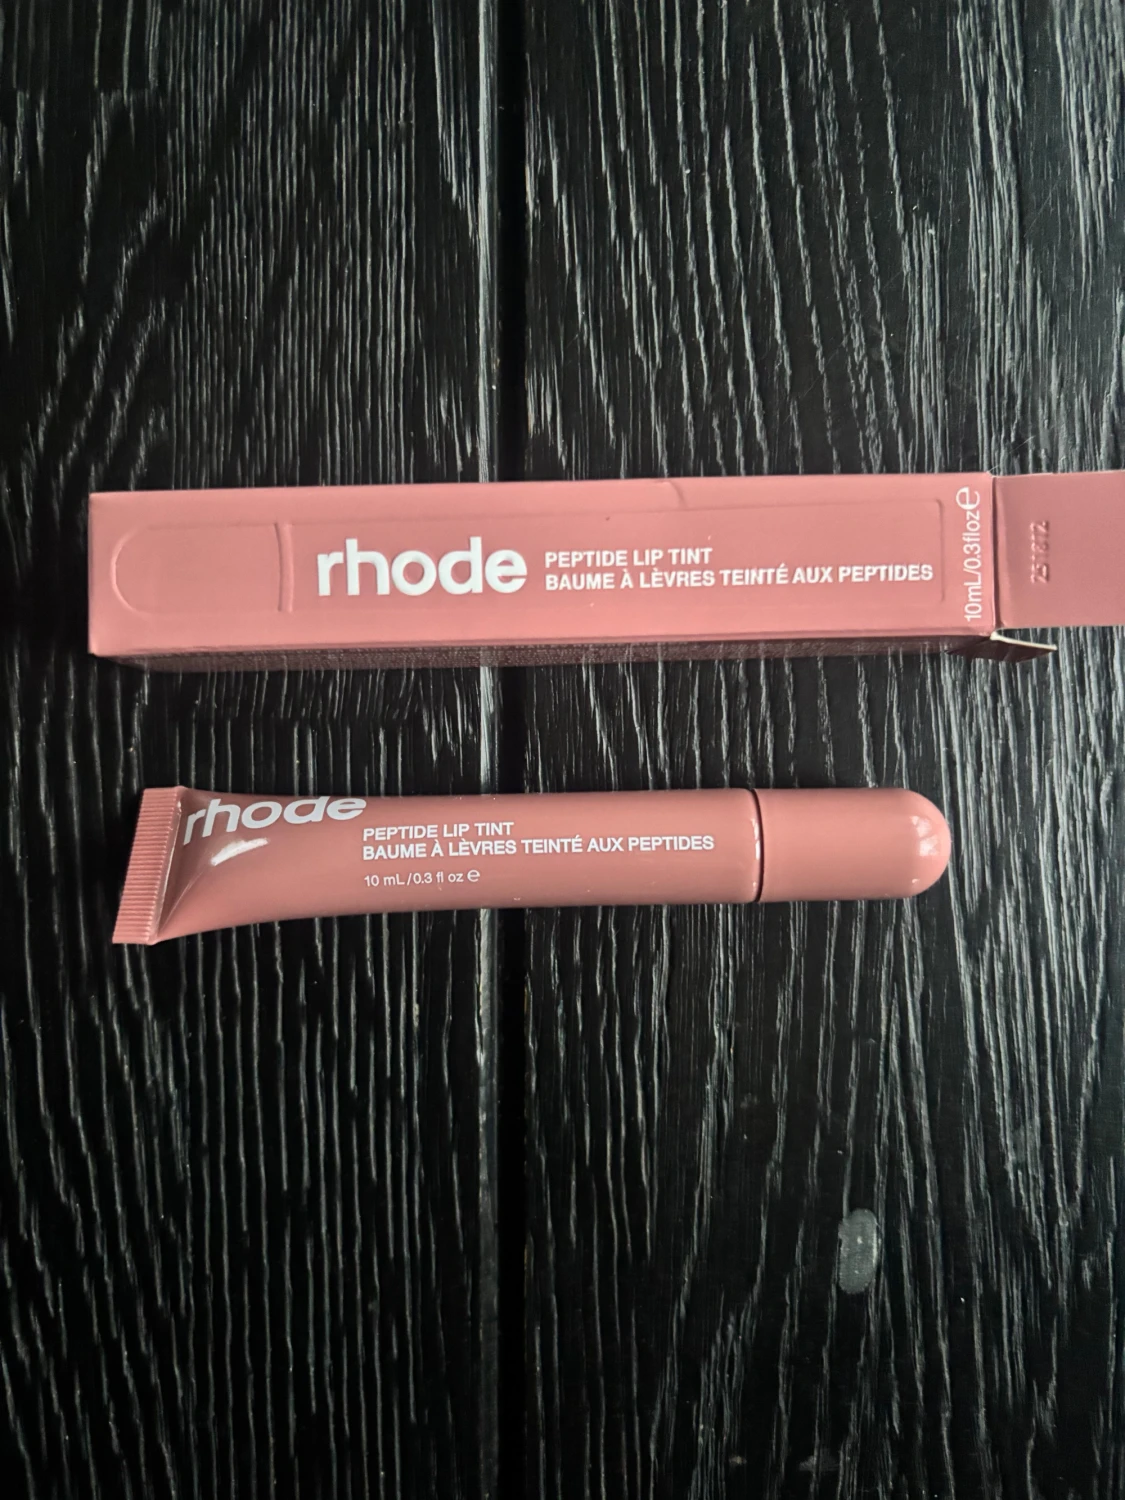 rhode
PEPTIDE LIP TINT
BAUME À LÈVRES TEINTÉ AUX PEPTIDES
10mL/0.3floz℮
rhode
PEPTIDE LIP TINT
BAUME À LÈVRES TEINTÉ AUX PEPTIDES
10 mL/0.3 fl oz ℮